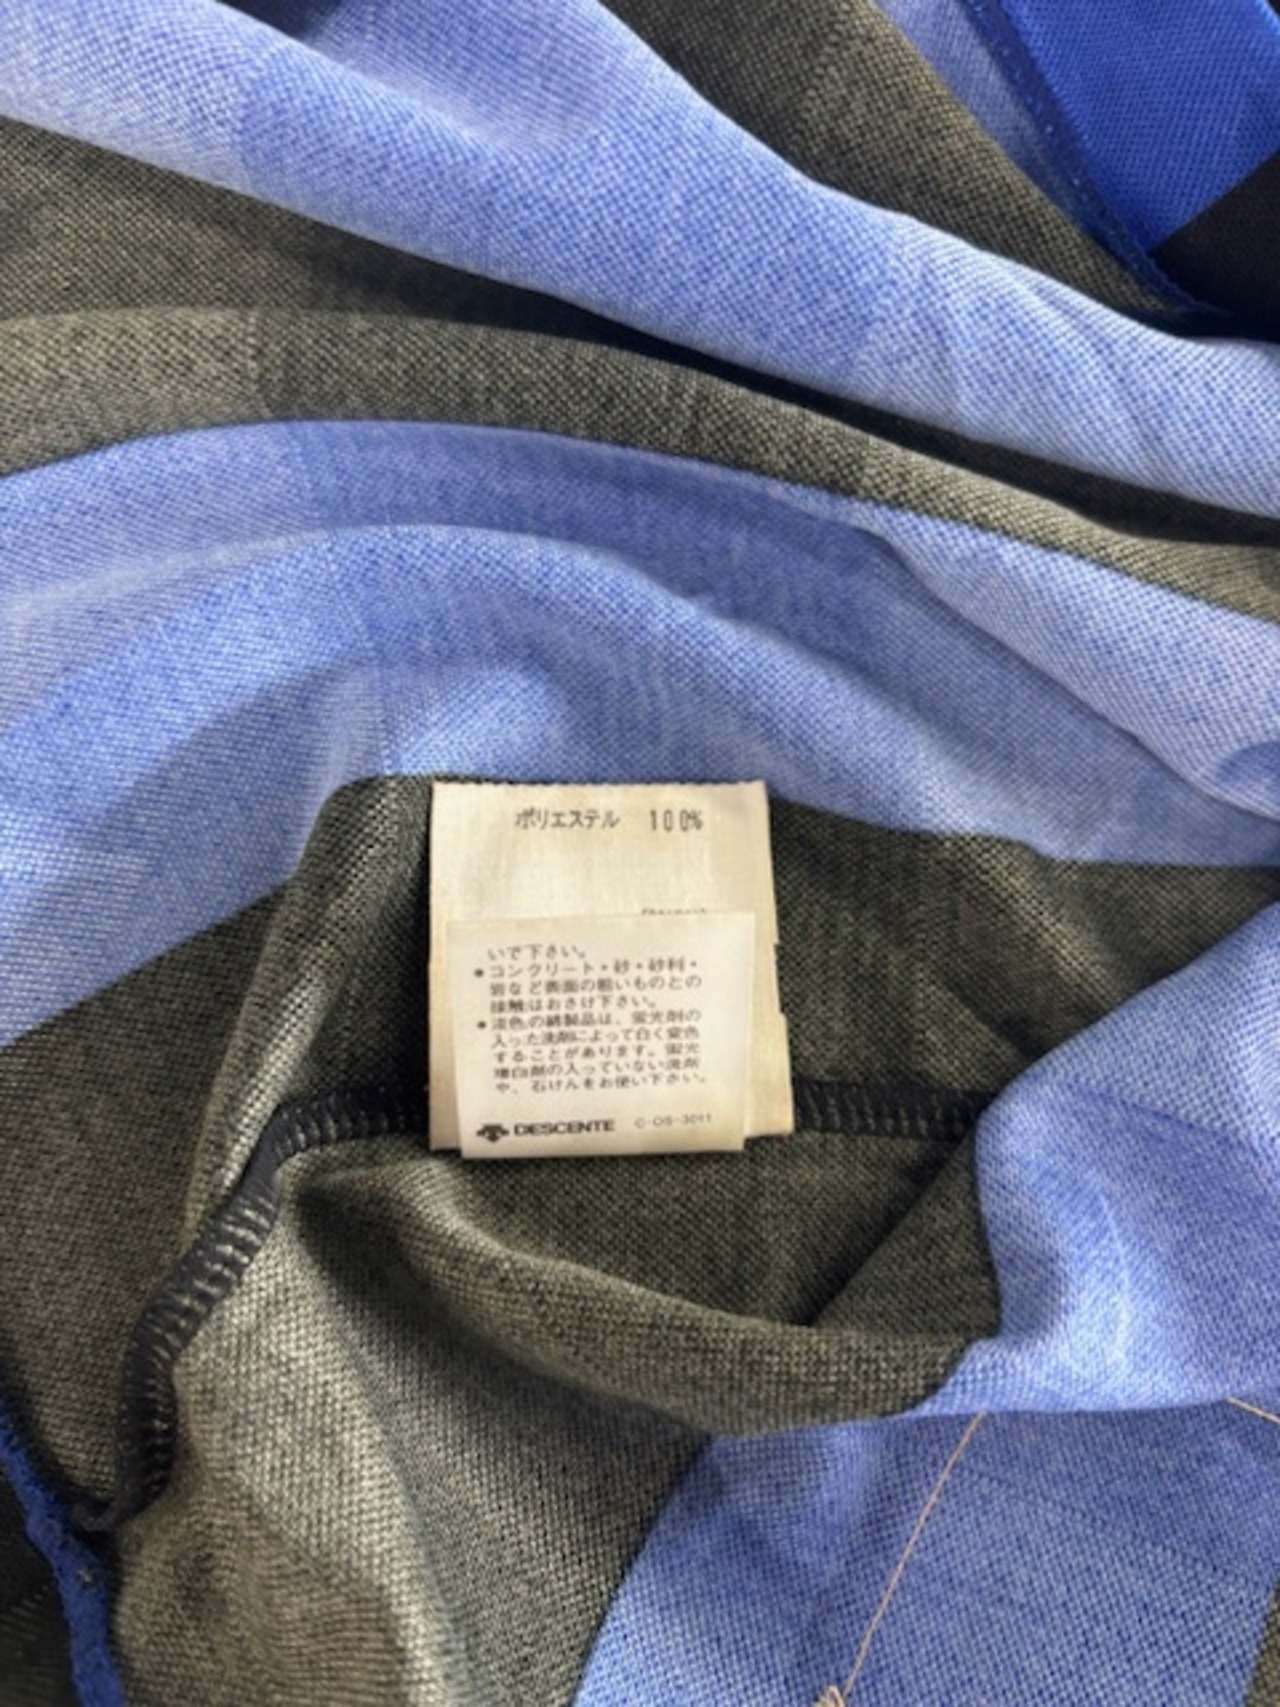 ポリエステル 100%
いで下さい。
●コンクリート・砂・砂利・
岩など表面の粗いものとの
接触はおさけ下さい。
●淡色の綿製品は、蛍光剤の
入った洗剤によって白く変色
することがあります。蛍光
増白剤の入っていない洗剤
や、石けんをお使い下さい。
DESCENTE C-OS-3011